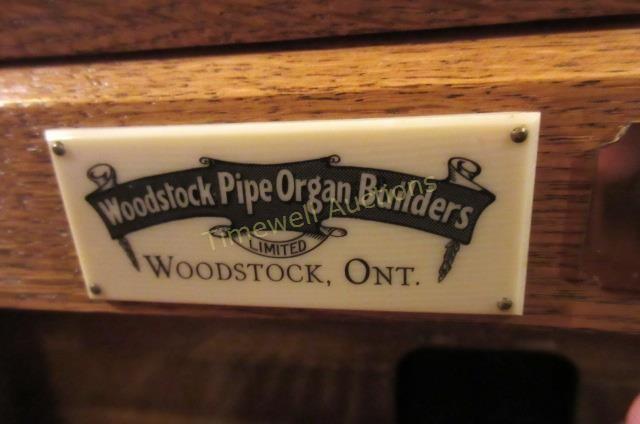 Woodstock Pipe Organ Builders
LIMITED
WOODSTOCK, ONT.
Timewell Auctions